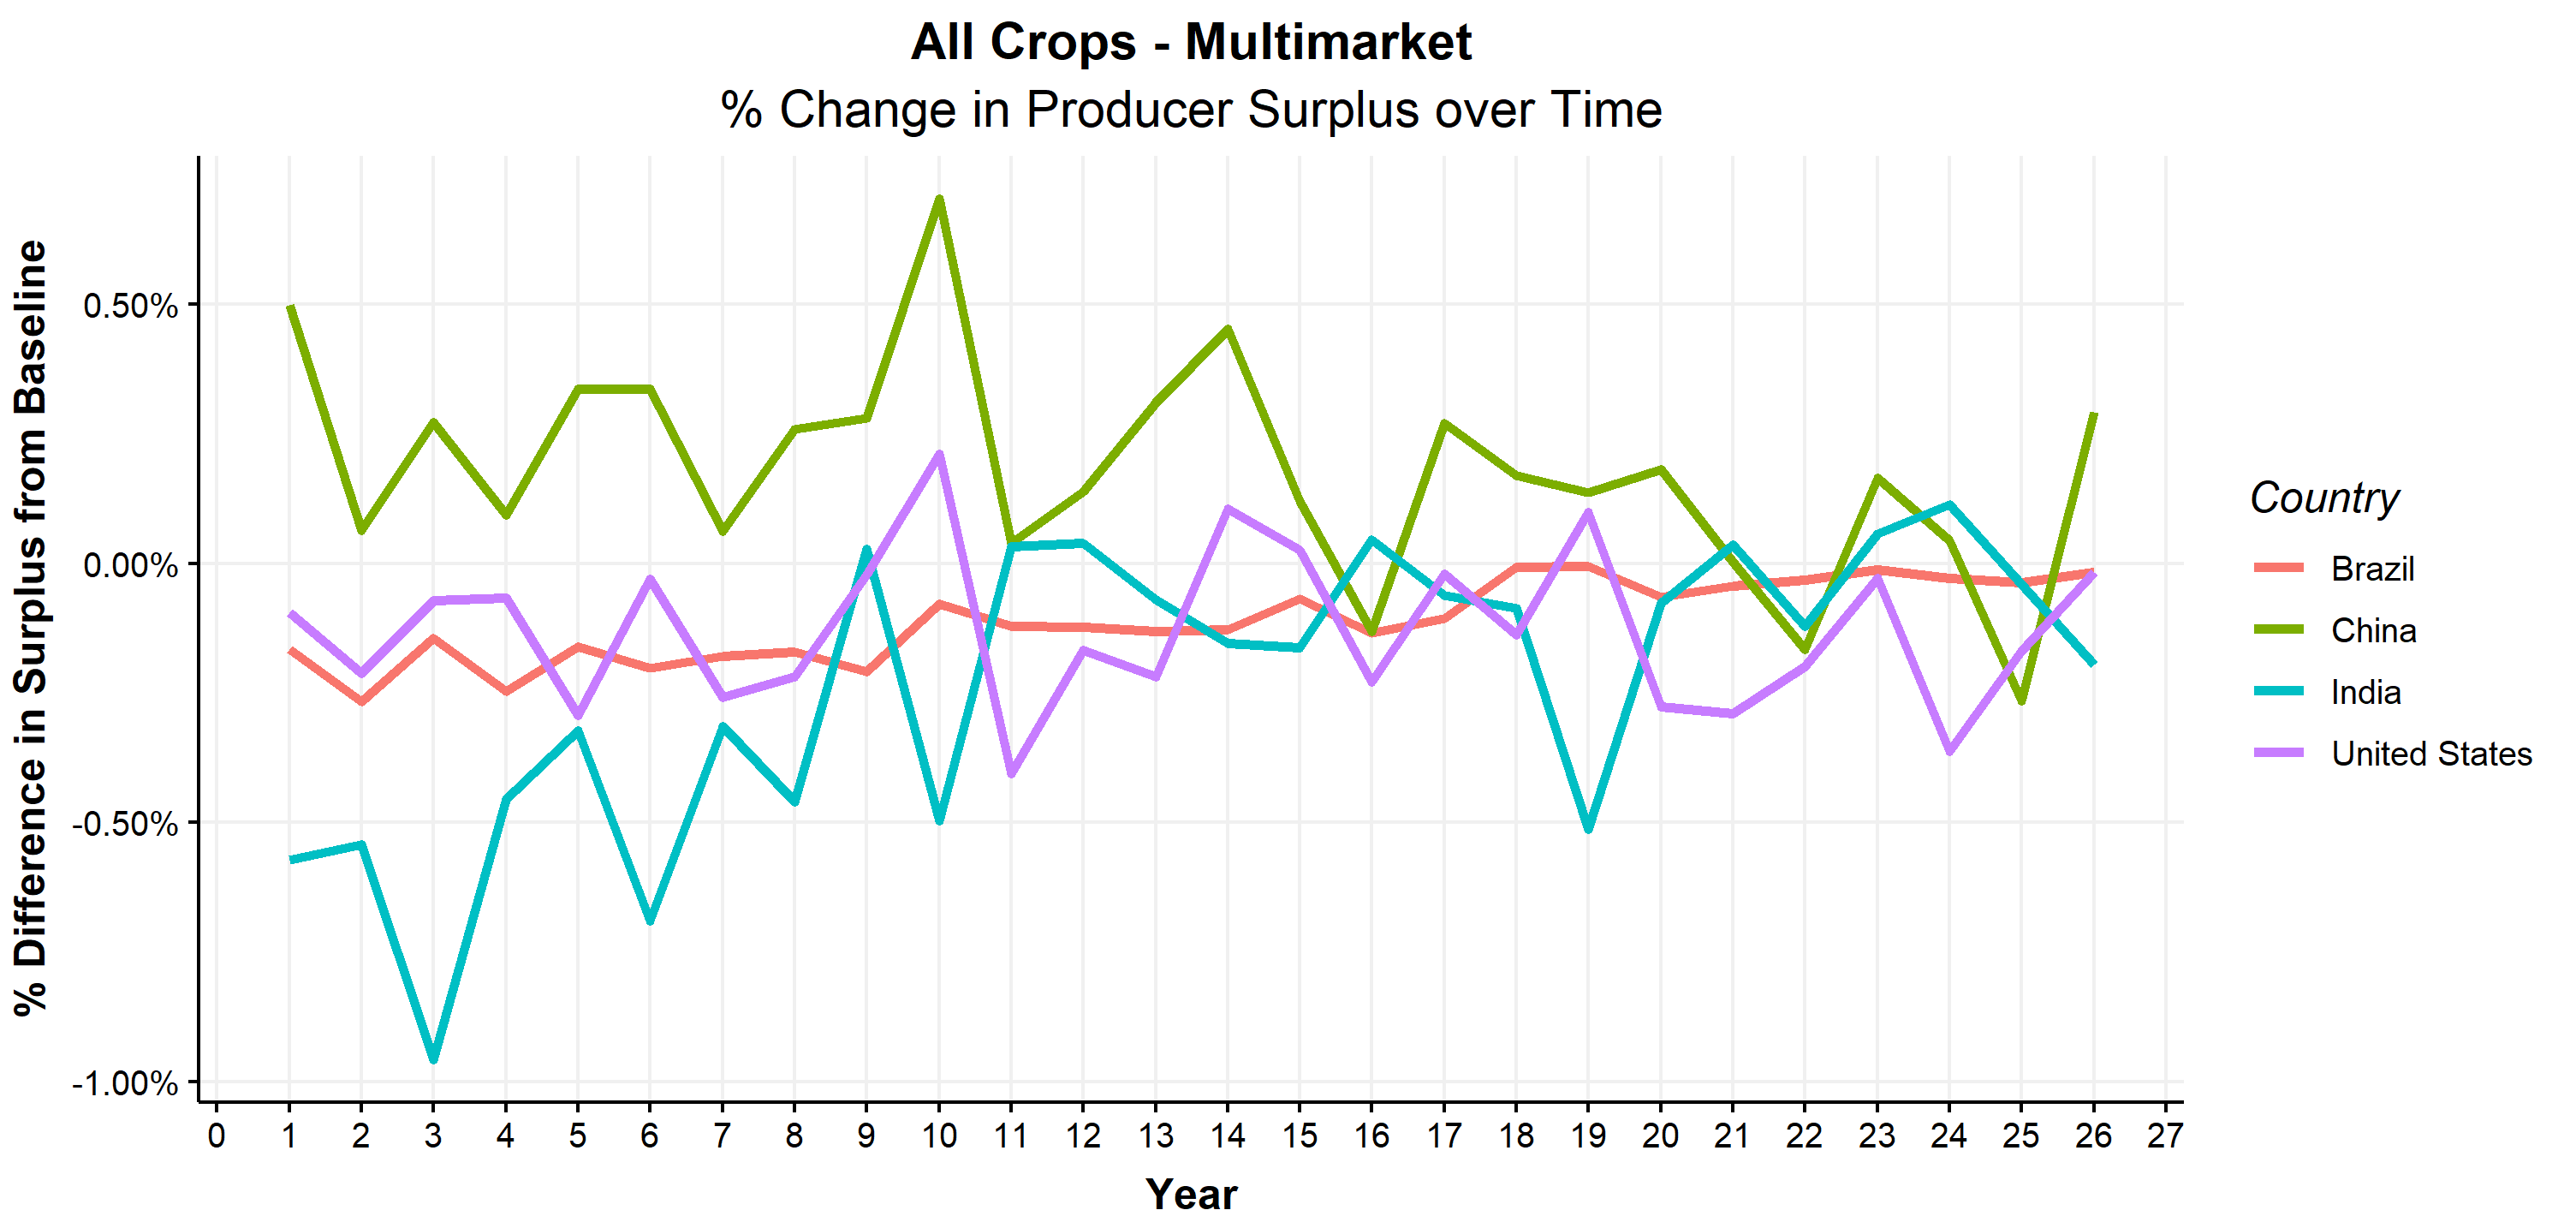 All Crops - Multimarket
% Change in Producer Surplus over Time
% Difference in Surplus from Baseline
0.50%
0.00%
-0.50%
-1.00%
0 1 2 3 4 5 6 7 8 9 10 11 12 13 14 15 16 17 18 19 20 21 22 23 24 25 26 27
Year
Country
Brazil
China
India
United States